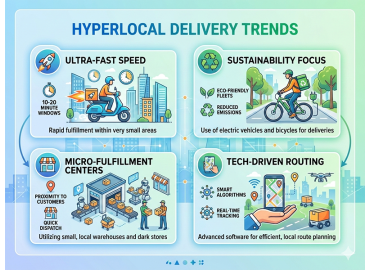 HYPERLOCAL DELIVERY TRENDS
ULTRA-FAST SPEED
10-20
MINUTE
WINDOWS
Rapid fulfillment within very small areas
SUSTAINABILITY FOCUS
ECO-FRIENDLY
FLEETS
REDUCED
EMISSIONS
Use of electric vehicles and bicycles for deliveries
MICRO-FULFILLMENT
CENTERS
PROXIMITY TO
CUSTOMERS
QUICK
DISPATCH
Utilizing small, local warehouses and dark stores
TECH-DRIVEN ROUTING
SMART
ALGORITHMS
REAL-TIME
TRACKING
Advanced software for efficient, local route planning